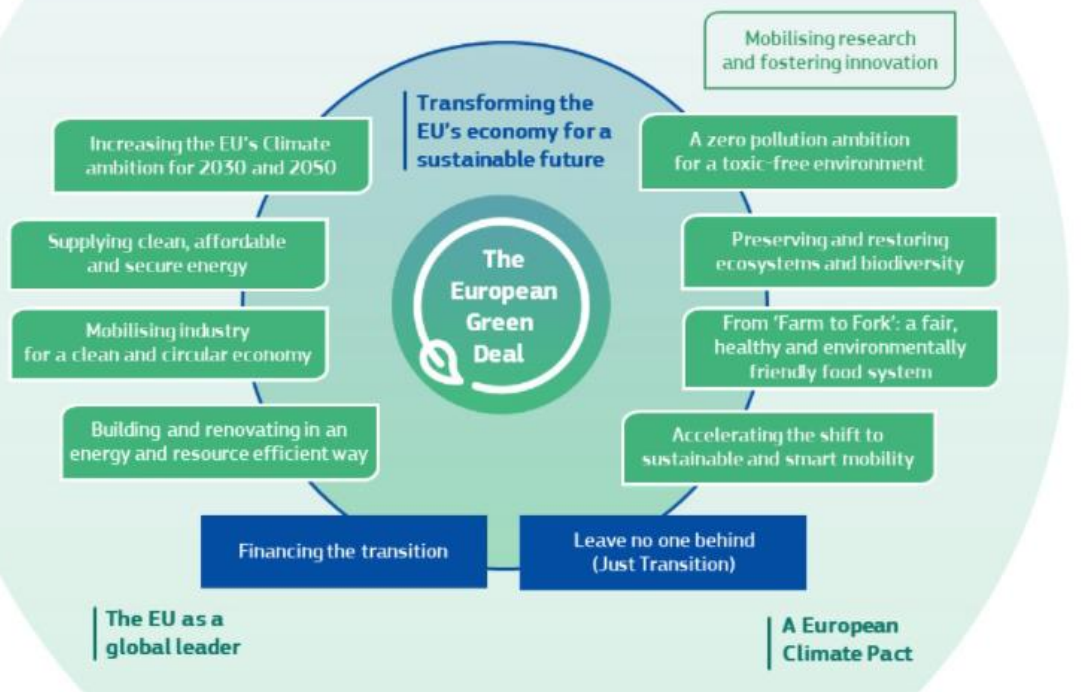 Mobilising research
and fostering innovation
Transforming the
EU's economy for a
sustainable future
Increasing the EU's Climate
ambition for 2030 and 2050
A zero pollution ambition
for a toxic-free environment
Supplying clean, affordable
and secure energy
Preserving and restoring
ecosystems and biodiversity
The
European
Green
Deal
Mobilising industry
for a clean and circular economy
From 'Farm to Fork': a fair,
healthy and environmentally
friendly food system
Building and renovating in an
energy and resource efficient way
Accelerating the shift to
sustainable and smart mobility
Financing the transition
Leave no one behind
(Just Transition)
The EU as a
global leader
A European
Climate Pact